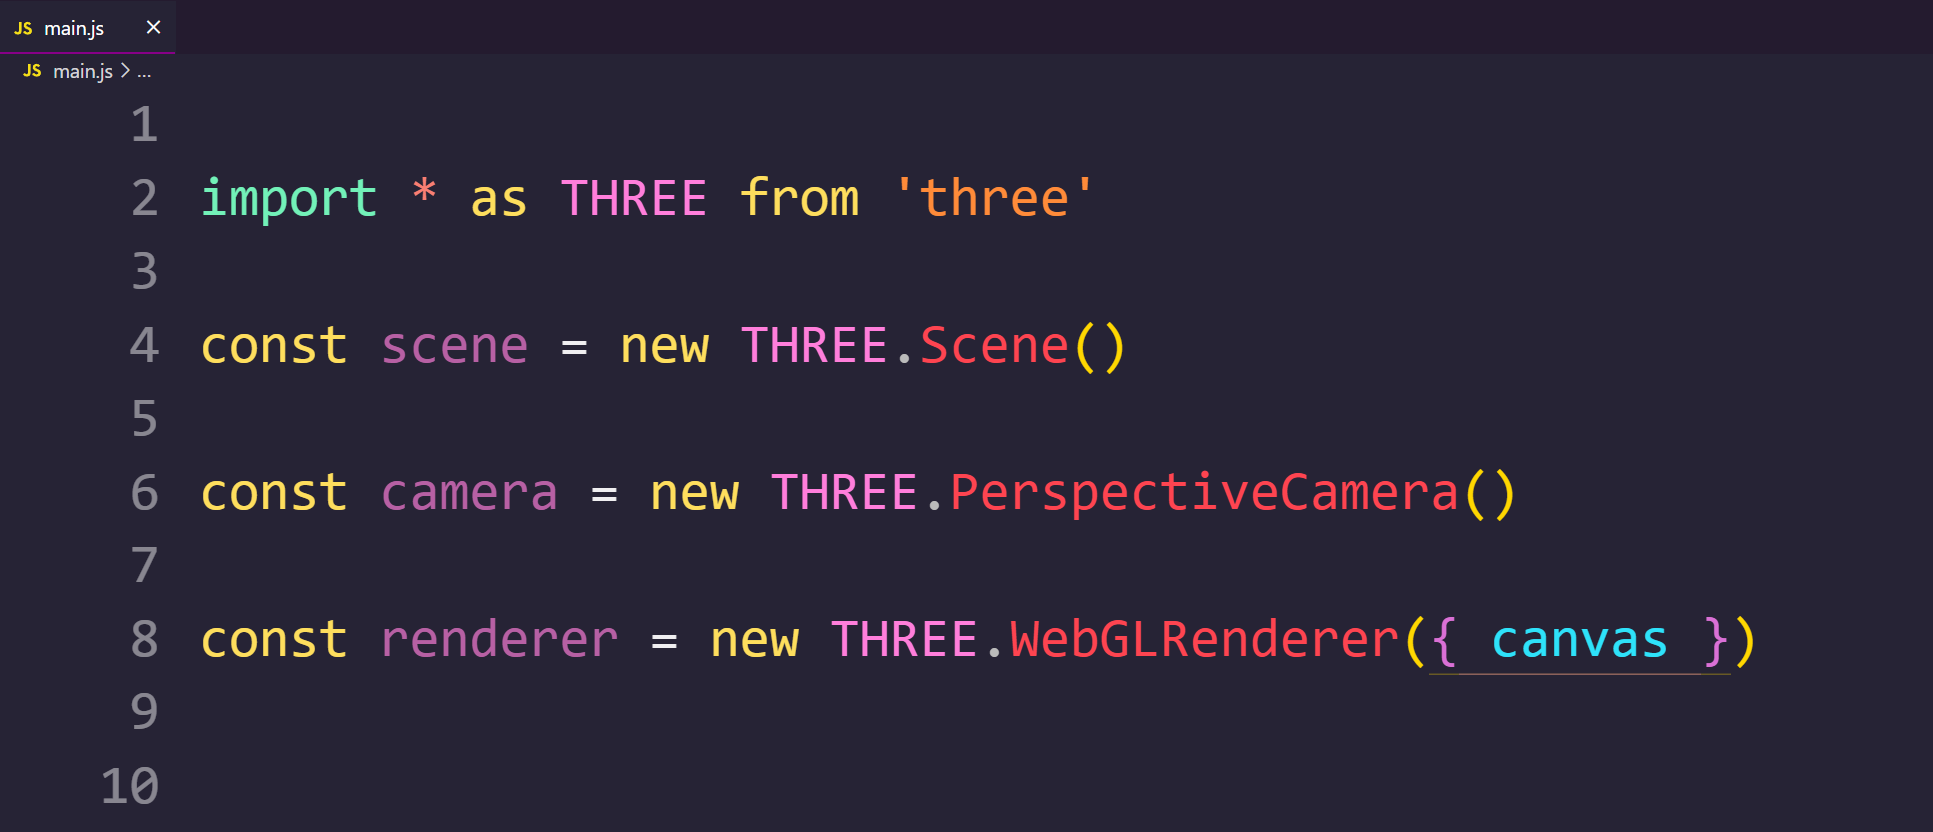 JS main.js ×
JS main.js > ...
1
2 import * as THREE from 'three'
3
4 const scene = new THREE.Scene()
5
6 const camera = new THREE.PerspectiveCamera()
7
8 const renderer = new THREE.WebGLRenderer({ canvas })
9
10